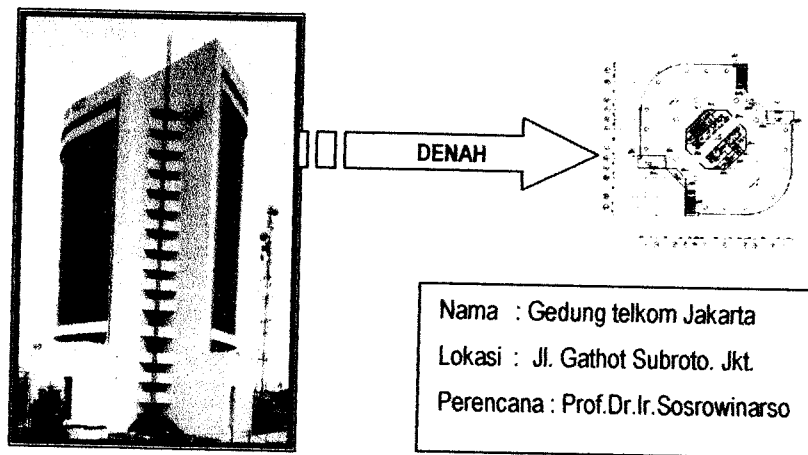 DENAH
Nama : Gedung telkom Jakarta
Lokasi : Jl. Gathot Subroto. Jkt.
Perencana : Prof.Dr.Ir.Sosrowinarso